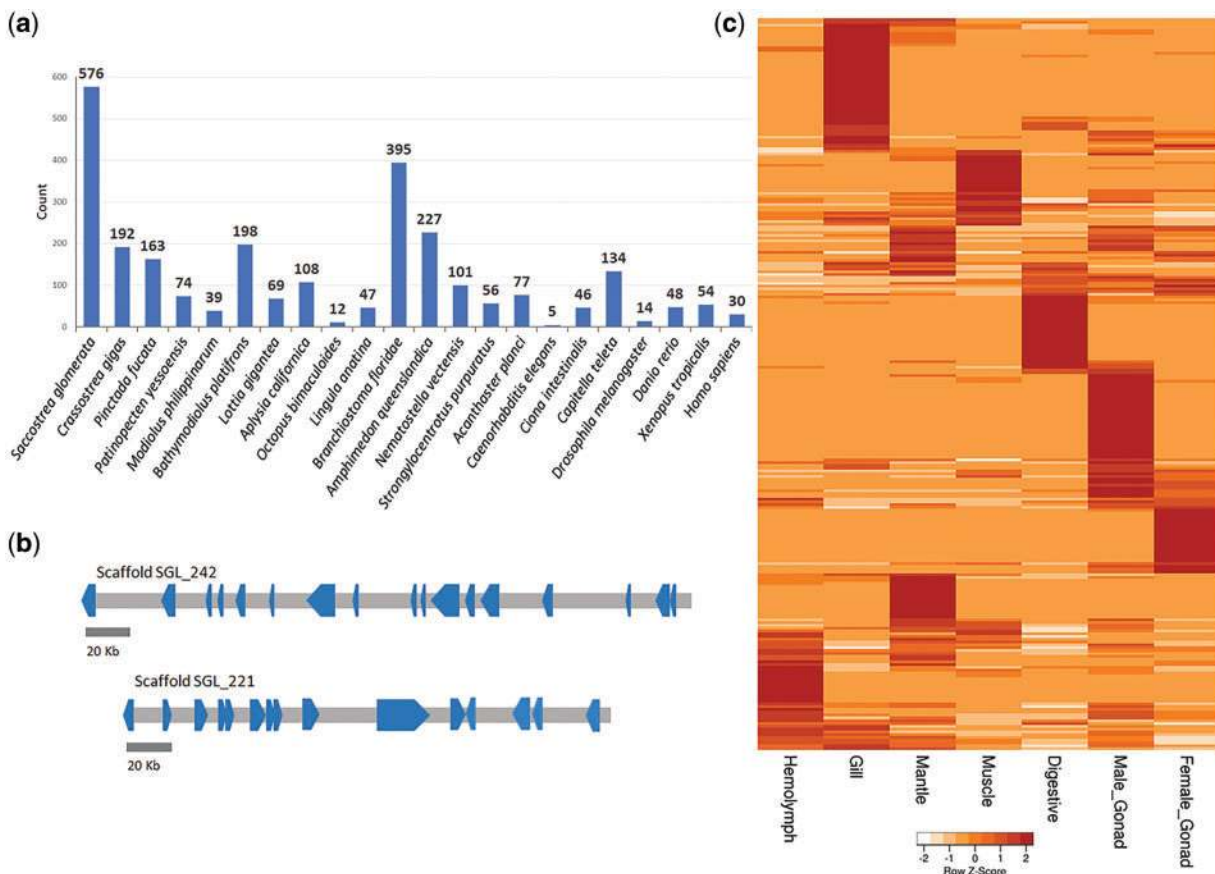 (a)
576
192
163
74
39
198
69
108
12
47
395
227
101
56
77
5
46
134
14
48
54
30
600
500
400
300
200
100
0
Count
Saccostrea glomerata
Crassostrea gigas
Pinctada fucata
Patinopecten yessoensis
Modiolus philippinarum
Bathymodiolus platifrons
Lottia gigantea
Aplysia californica
Octopus bimaculoides
Lingula anatina
Branchiostoma floridae
Amphimedon queenslandica
Nematostella vectensis
Strongylocentrotus purpuratus
Acanthaster planci
Caenorhabditis elegans
Ciona intestinalis
Capitella teleta
Drosophila melanogaster
Danio rerio
Xenopus tropicalis
Homo sapiens
(b)
Scaffold SGL_242
20 Kb
Scaffold SGL_221
20 Kb
(c)
Hemolymph
Gill
Mantle
Muscle
Digestive
Male_Gonad
Female_Gonad
-2 -1 0 1 2
Row Z-Score